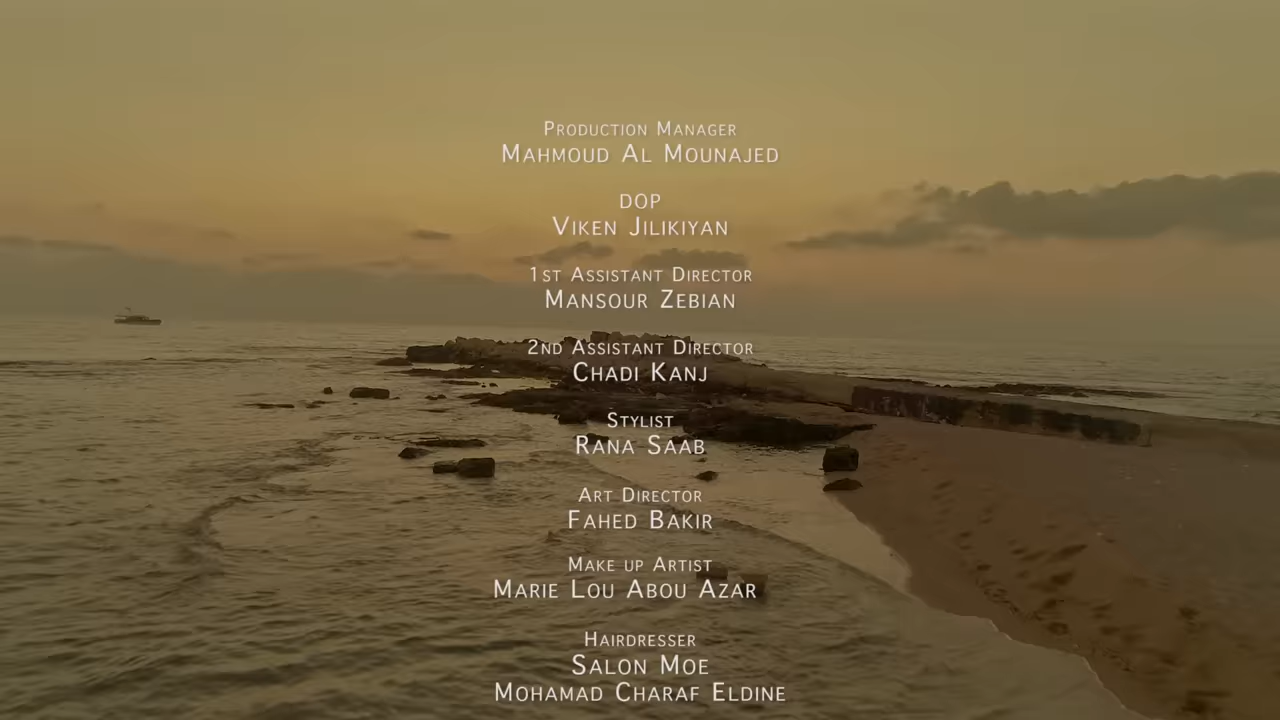 Production Manager
Mahmoud Al Mounajed
DOP
Viken Jilikiyan
1st Assistant Director
Mansour Zebian
2nd Assistant Director
Chadi Kanj
Stylist
Rana Saab
Art Director
Fahed Bakir
Make up Artist
Marie Lou Abou Azar
Hairdresser
Salon Moe
Mohamad Charaf Eldine